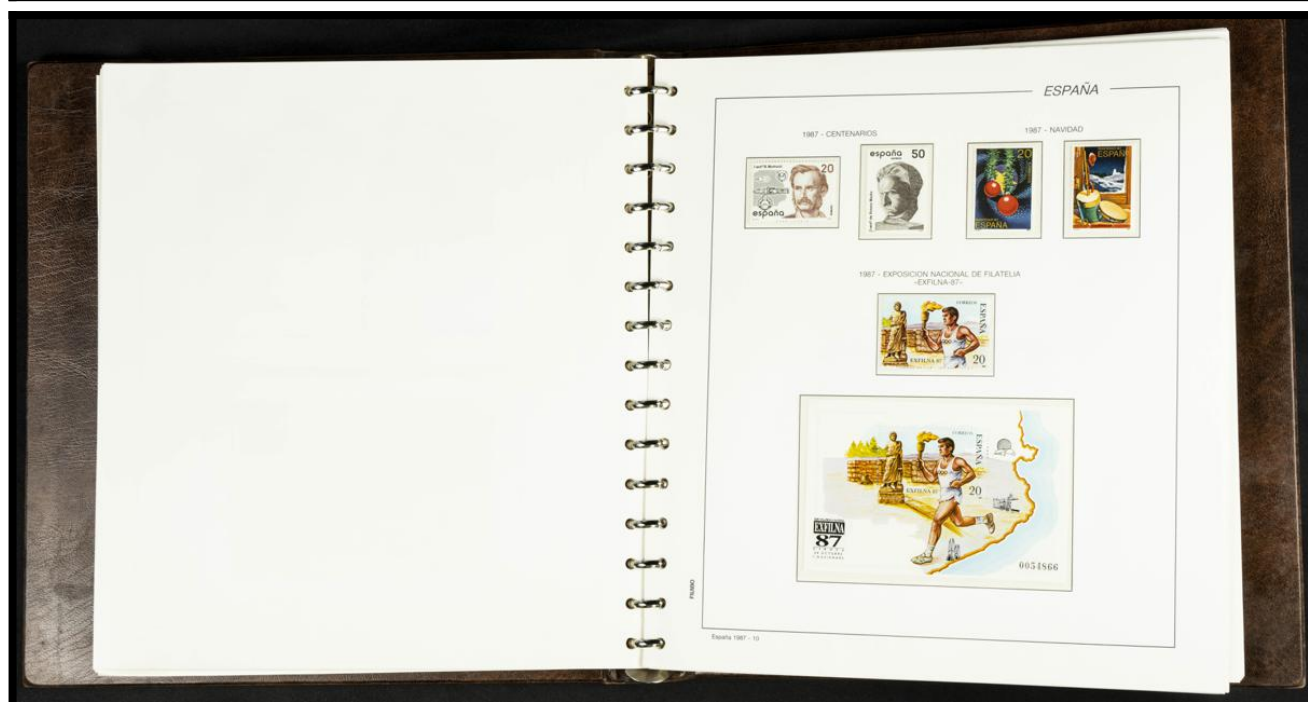 ESPAÑA
1987 - CENTENARIOS
1987 - NAVIDAD
20
españa
españa 50
20
ESPAÑA
ESPAÑA
1987 - EXPOSICION NACIONAL DE FILATELIA
«EXFILNA-87»
CORREOS
ESPAÑA
EXFILNA 87
20
CORREOS
ESPAÑA
EXFILNA 87
20
EXFILNA
87
0054866
FILABO
España 1987 - 10